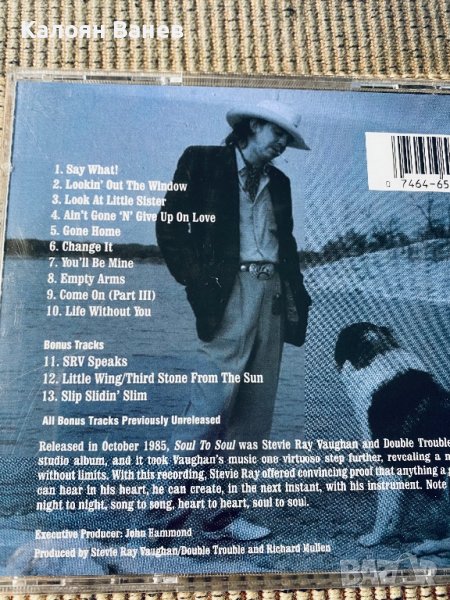 Калоян Ванев
0 7464-65
1. Say What!
2. Lookin' Out The Window
3. Look At Little Sister
4. Ain't Gone 'N' Give Up On Love
5. Gone Home
6. Change It
7. You'll Be Mine
8. Empty Arms
9. Come On (Part III)
10. Life Without You
Bonus Tracks
11. SRV Speaks
12. Little Wing/Third Stone From The Sun
13. Slip Slidin' Slim
All Bonus Tracks Previously Unreleased
Released in October 1985, Soul To Soul was Stevie Ray Vaughan and Double Trouble
studio album, and it took Vaughan's music one virtuoso step further, revealing a
without limits. With this recording, Stevie Ray offered convincing proof that anything a
can hear in his heart, he can create, in the next instant, with his instrument. Note
night to night, song to song, heart to heart, soul to soul.
Executive Producer: John Hammond
Produced by Stevie Ray Vaughan/Double Trouble and Richard Mullen
BAZAR.BG